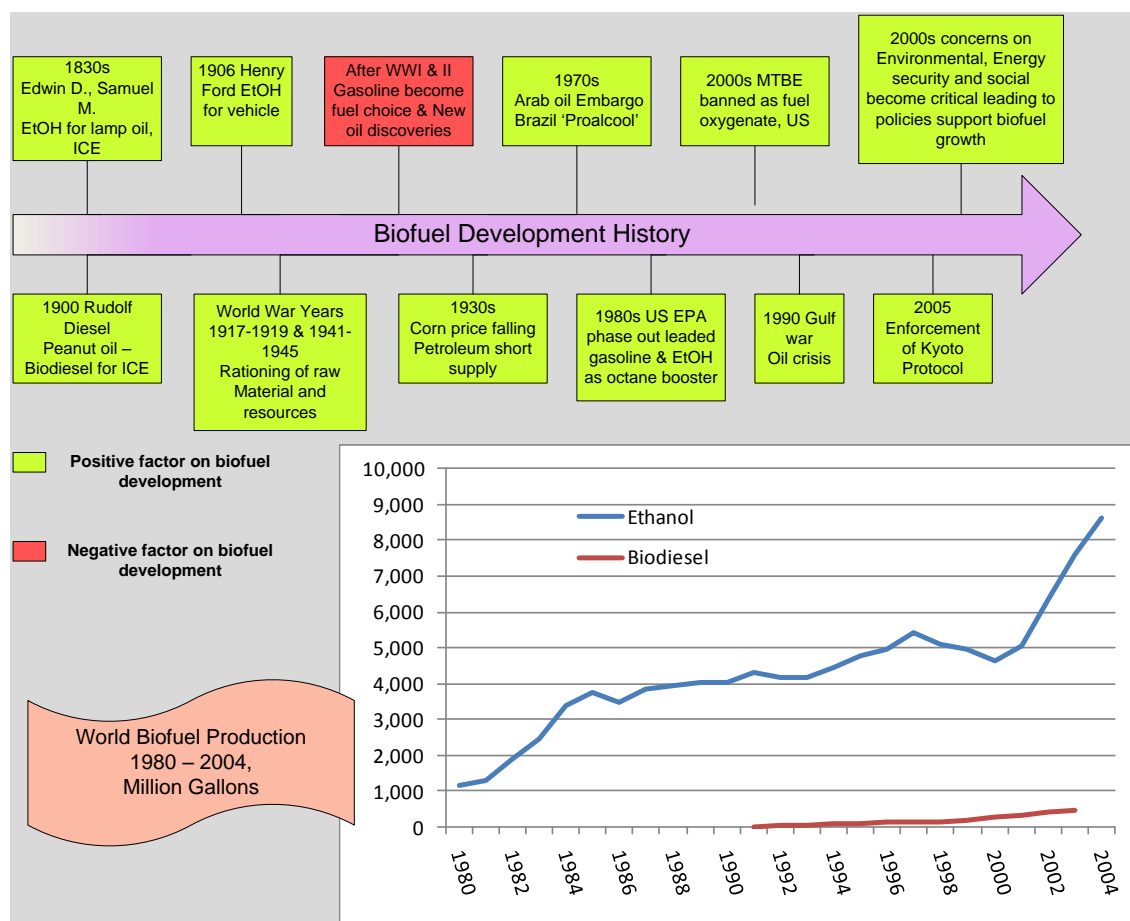 1830s
Edwin D., Samuel
M.
EtOH for lamp oil,
ICE
1906 Henry
Ford EtOH
for vehicle
After WWI & II
Gasoline become
fuel choice & New
oil discoveries
1970s
Arab oil Embargo
Brazil ‘Proalcool’
2000s MTBE
banned as fuel
oxygenate, US
2000s concerns on
Environmental, Energy
security and social
become critical leading to
policies support biofuel
growth
Biofuel Development History
1900 Rudolf
Diesel
Peanut oil –
Biodiesel for ICE
World War Years
1917-1919 & 1941-
1945
Rationing of raw
Material and
resources
1930s
Corn price falling
Petroleum short
supply
1980s US EPA
phase out leaded
gasoline & EtOH
as octane booster
1990 Gulf
war
Oil crisis
2005
Enforcement
of Kyoto
Protocol
Positive factor on biofuel
development
Negative factor on biofuel
development
World Biofuel Production
1980 – 2004,
Million Gallons
10,000
9,000
8,000
7,000
6,000
5,000
4,000
3,000
2,000
1,000
0
Ethanol
Biodiesel
1980
1982
1984
1986
1988
1990
1992
1994
1996
1998
2000
2002
2004